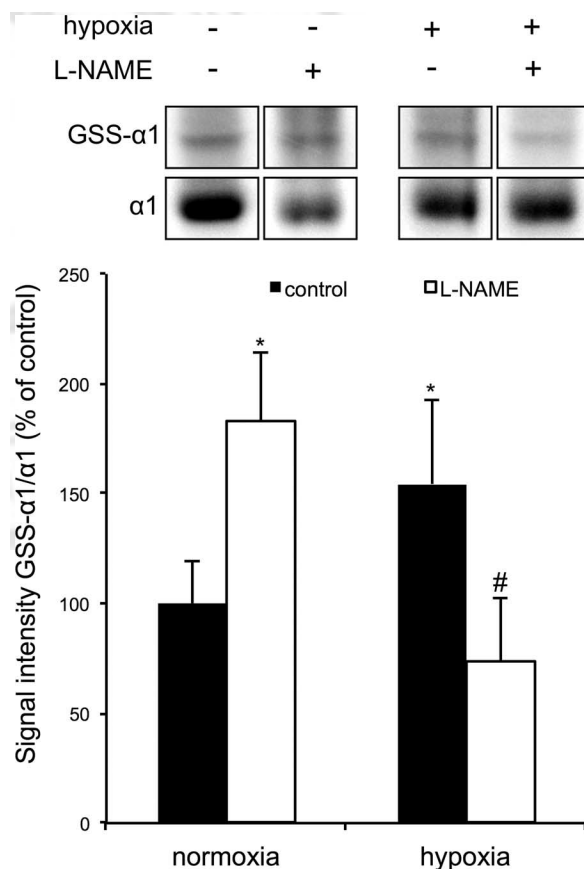 hypoxia - - + +
L-NAME - + - +
GSS-α1
α1
Signal intensity GSS-α1/α1 (% of control)
250
200
150
100
50
0
control L-NAME
*
*
#
normoxia hypoxia